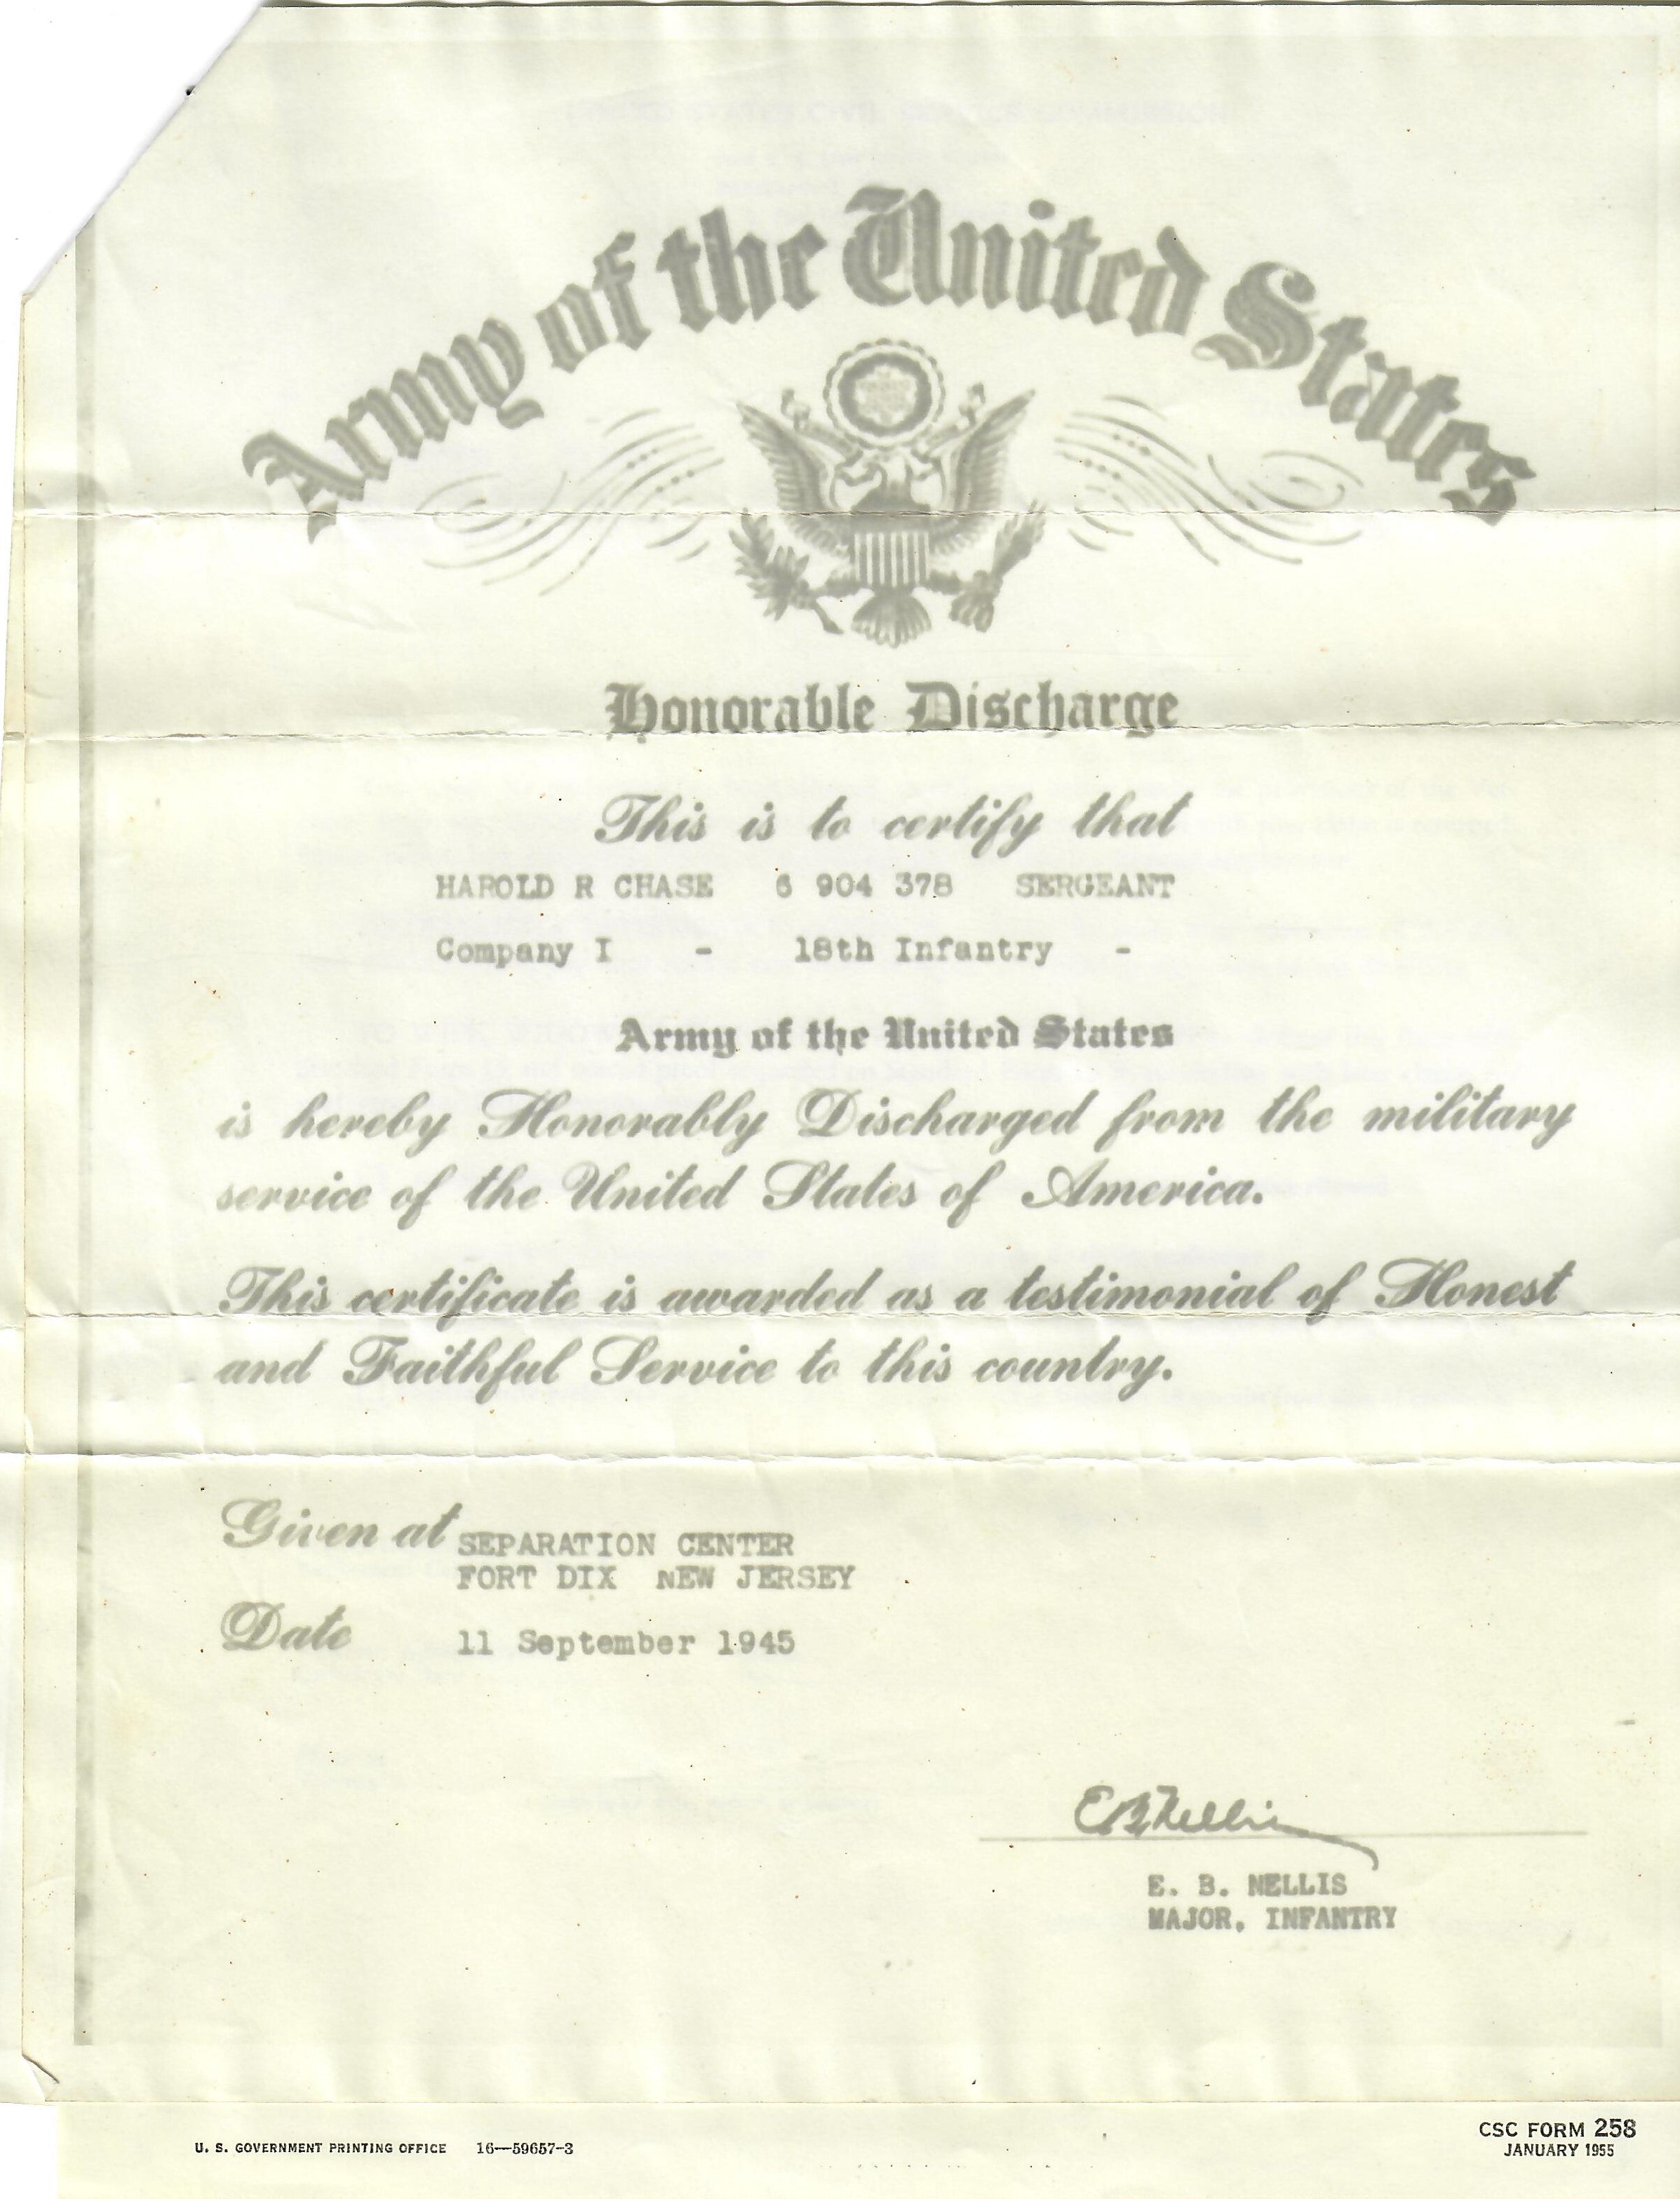 Army of the United States
Honorable Discharge
This is to certify that
HAROLD R CHASE 6 904 378 SERGEANT
Company I - 18th Infantry -
Army of the United States
is hereby Honorably Discharged from the military
service of the United States of America.
This certificate is awarded as a testimonial of Honest
and Faithful Service to this country.
Given at SEPARATION CENTER
FORT DIX NEW JERSEY
Date 11 September 1945
E B Nellis
E. B. NELLIS
MAJOR, INFANTRY
U. S. GOVERNMENT PRINTING OFFICE 16—59657-3
CSC FORM 258
JANUARY 1955